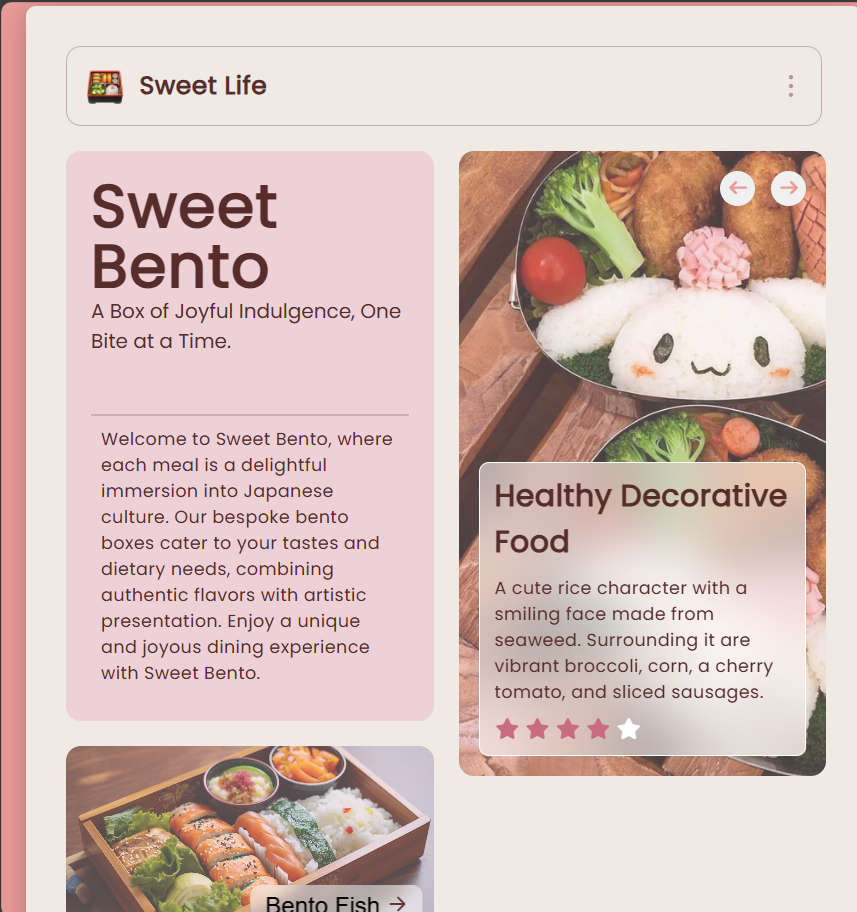 Sweet Life
Sweet
Bento
A Box of Joyful Indulgence, One
Bite at a Time.
Welcome to Sweet Bento, where
each meal is a delightful
immersion into Japanese
culture. Our bespoke bento
boxes cater to your tastes and
dietary needs, combining
authentic flavors with artistic
presentation. Enjoy a unique
and joyous dining experience
with Sweet Bento.
Healthy Decorative
Food
A cute rice character with a
smiling face made from
seaweed. Surrounding it are
vibrant broccoli, corn, a cherry
tomato, and sliced sausages.
Bento Fish